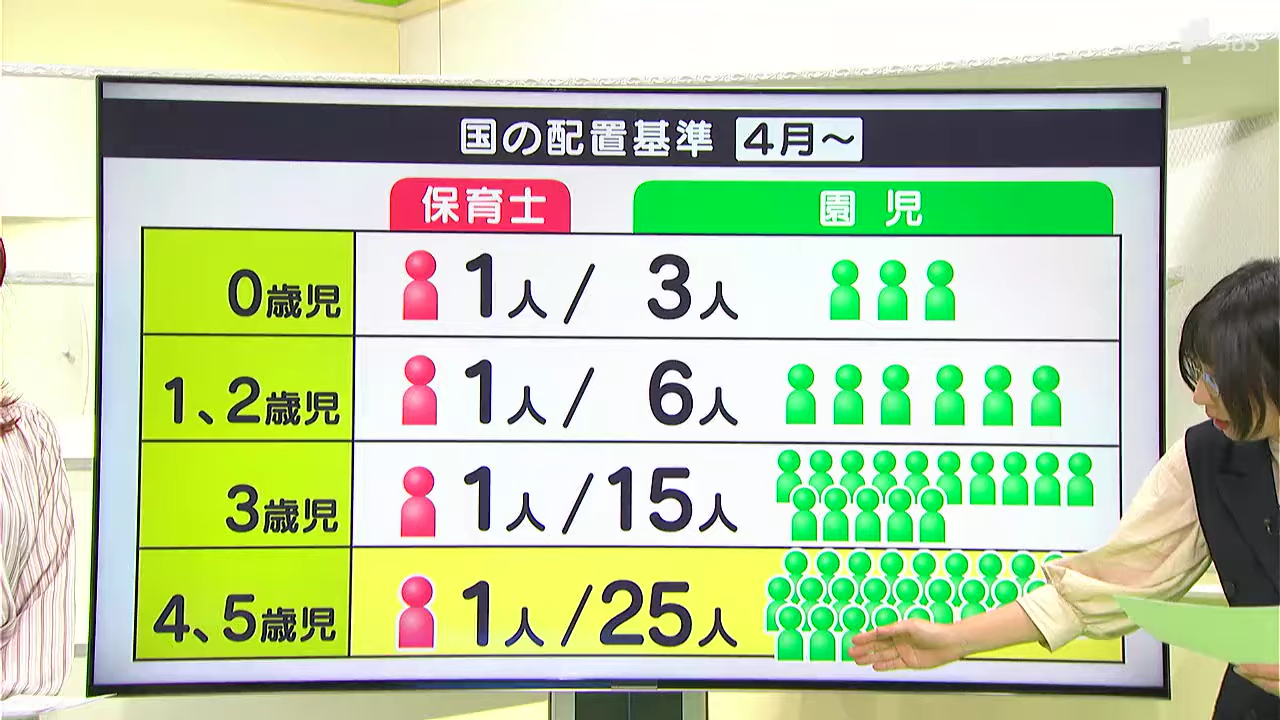 SBS
国の配置基準 4月～
保育士 園児
0歳児 1人/3人
1、2歳児 1人/6人
3歳児 1人/15人
4、5歳児 1人/25人